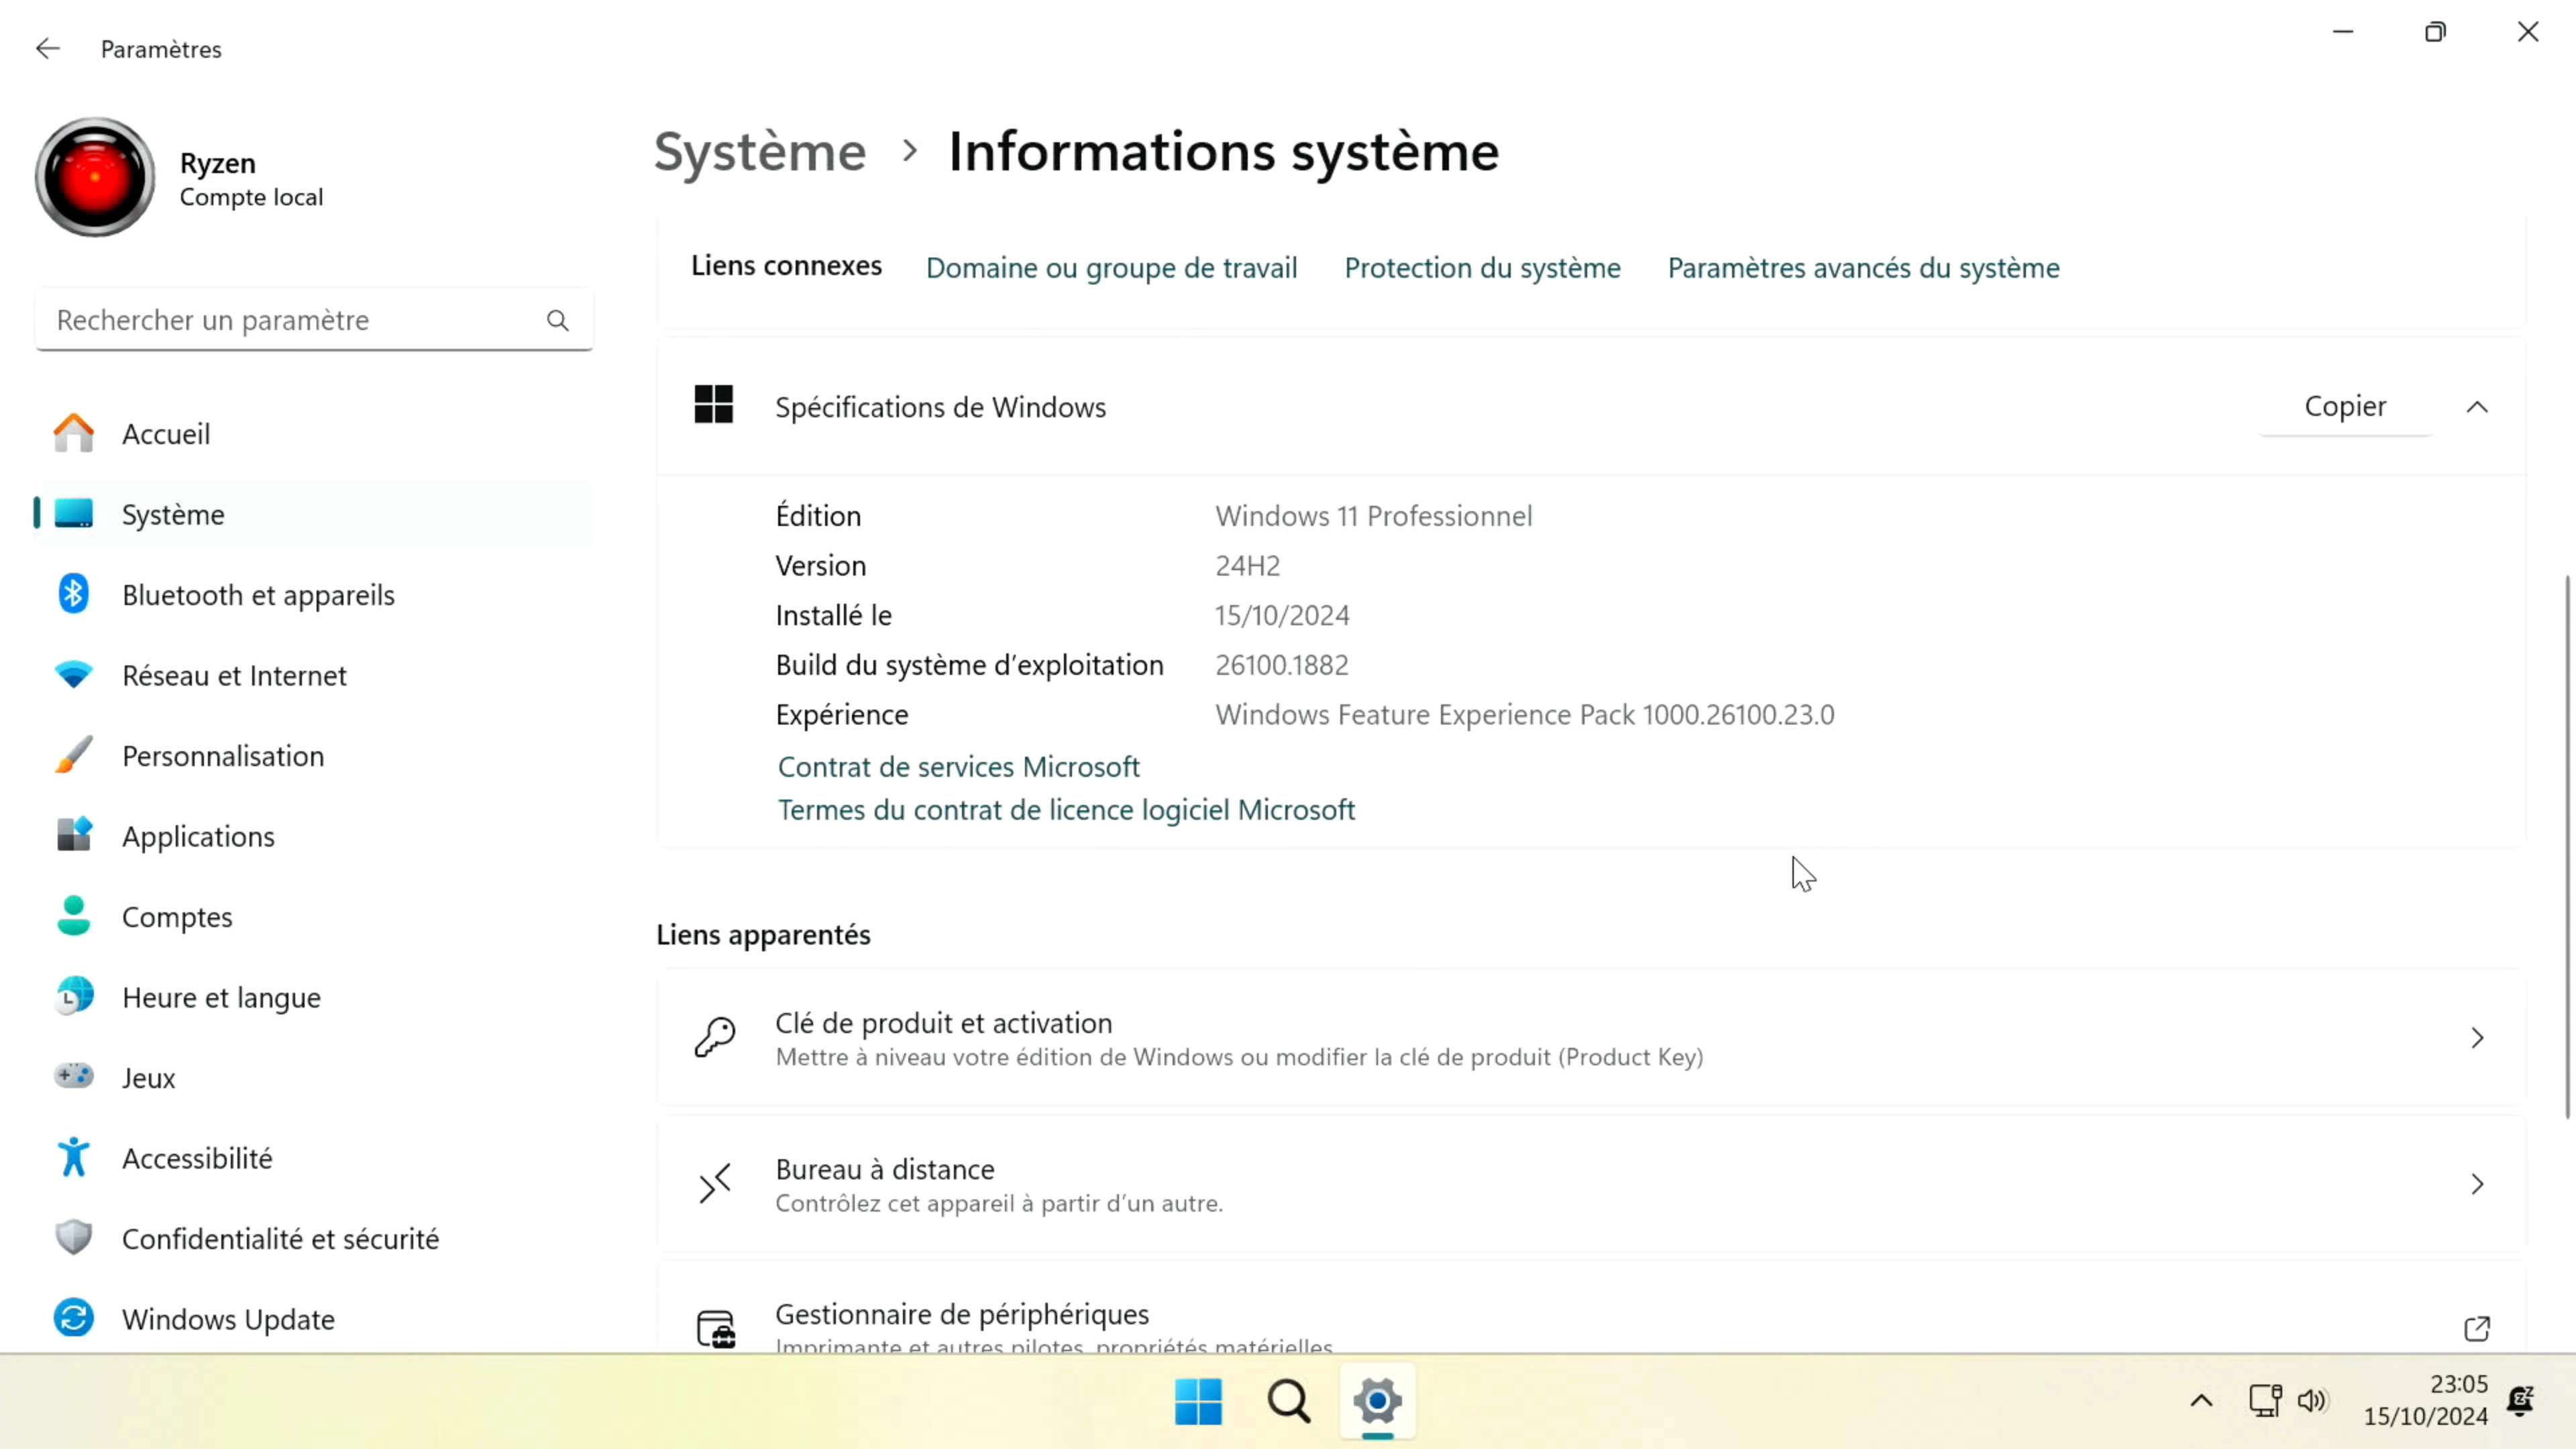 Paramètres
Ryzen
Compte local
Rechercher un paramètre
Accueil
Système
Bluetooth et appareils
Réseau et Internet
Personnalisation
Applications
Comptes
Heure et langue
Jeux
Accessibilité
Confidentialité et sécurité
Windows Update
Système > Informations système
Liens connexes Domaine ou groupe de travail Protection du système Paramètres avancés du système
Spécifications de Windows Copier
Édition Windows 11 Professionnel
Version 24H2
Installé le 15/10/2024
Build du système d'exploitation 26100.1882
Expérience Windows Feature Experience Pack 1000.26100.23.0
Contrat de services Microsoft
Termes du contrat de licence logiciel Microsoft
Liens apparentés
Clé de produit et activation
Mettre à niveau votre édition de Windows ou modifier la clé de produit (Product Key)
Bureau à distance
Contrôlez cet appareil à partir d'un autre.
Gestionnaire de périphériques
Imprimante et autres pilotes, propriétés matérielles
23:05
15/10/2024